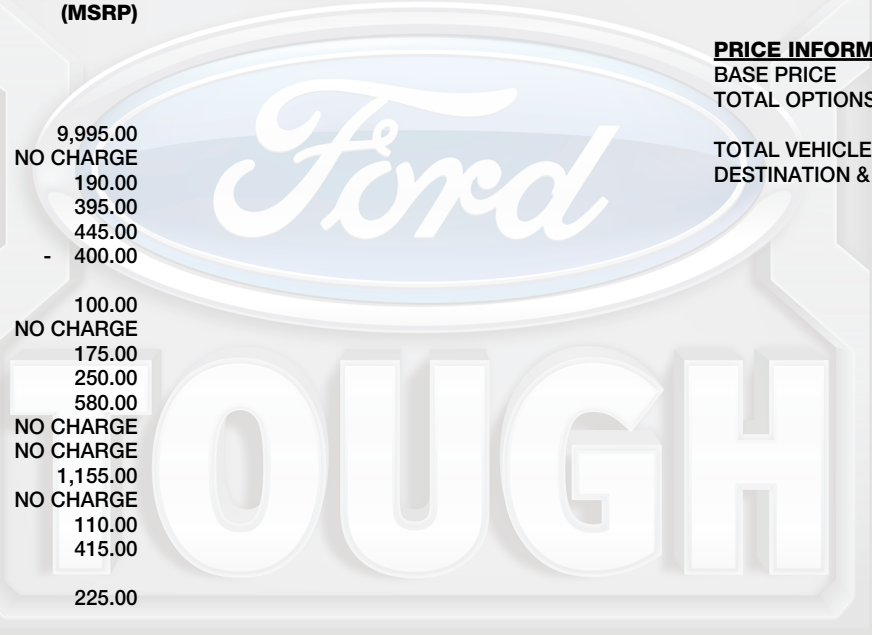 (MSRP)
9,995.00
NO CHARGE
190.00
395.00
445.00
- 400.00
100.00
NO CHARGE
175.00
250.00
580.00
NO CHARGE
NO CHARGE
1,155.00
NO CHARGE
110.00
415.00
225.00
PRICE INFORM
BASE PRICE
TOTAL OPTIONS
TOTAL VEHICLE
DESTINATION &
Ford
TOUGH